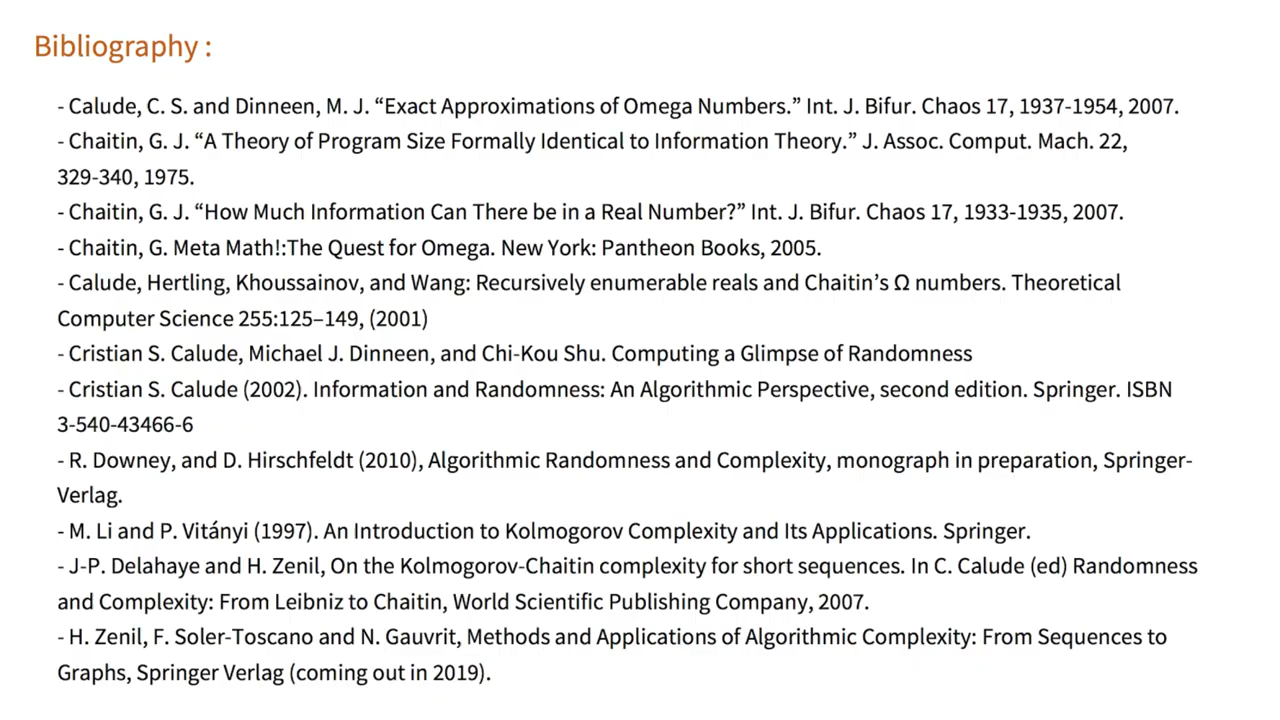 Bibliography :
- Calude, C. S. and Dinneen, M. J. “Exact Approximations of Omega Numbers.” Int. J. Bifur. Chaos 17, 1937-1954, 2007.
- Chaitin, G. J. “A Theory of Program Size Formally Identical to Information Theory.” J. Assoc. Comput. Mach. 22,
329-340, 1975.
- Chaitin, G. J. “How Much Information Can There be in a Real Number?” Int. J. Bifur. Chaos 17, 1933-1935, 2007.
- Chaitin, G. Meta Math!:The Quest for Omega. New York: Pantheon Books, 2005.
- Calude, Hertling, Khoussainov, and Wang: Recursively enumerable reals and Chaitin’s Ω numbers. Theoretical
Computer Science 255:125–149, (2001)
- Cristian S. Calude, Michael J. Dinneen, and Chi-Kou Shu. Computing a Glimpse of Randomness
- Cristian S. Calude (2002). Information and Randomness: An Algorithmic Perspective, second edition. Springer. ISBN
3-540-43466-6
- R. Downey, and D. Hirschfeldt (2010), Algorithmic Randomness and Complexity, monograph in preparation, Springer-
Verlag.
- M. Li and P. Vitányi (1997). An Introduction to Kolmogorov Complexity and Its Applications. Springer.
- J-P. Delahaye and H. Zenil, On the Kolmogorov-Chaitin complexity for short sequences. In C. Calude (ed) Randomness
and Complexity: From Leibniz to Chaitin, World Scientific Publishing Company, 2007.
- H. Zenil, F. Soler-Toscano and N. Gauvrit, Methods and Applications of Algorithmic Complexity: From Sequences to
Graphs, Springer Verlag (coming out in 2019).